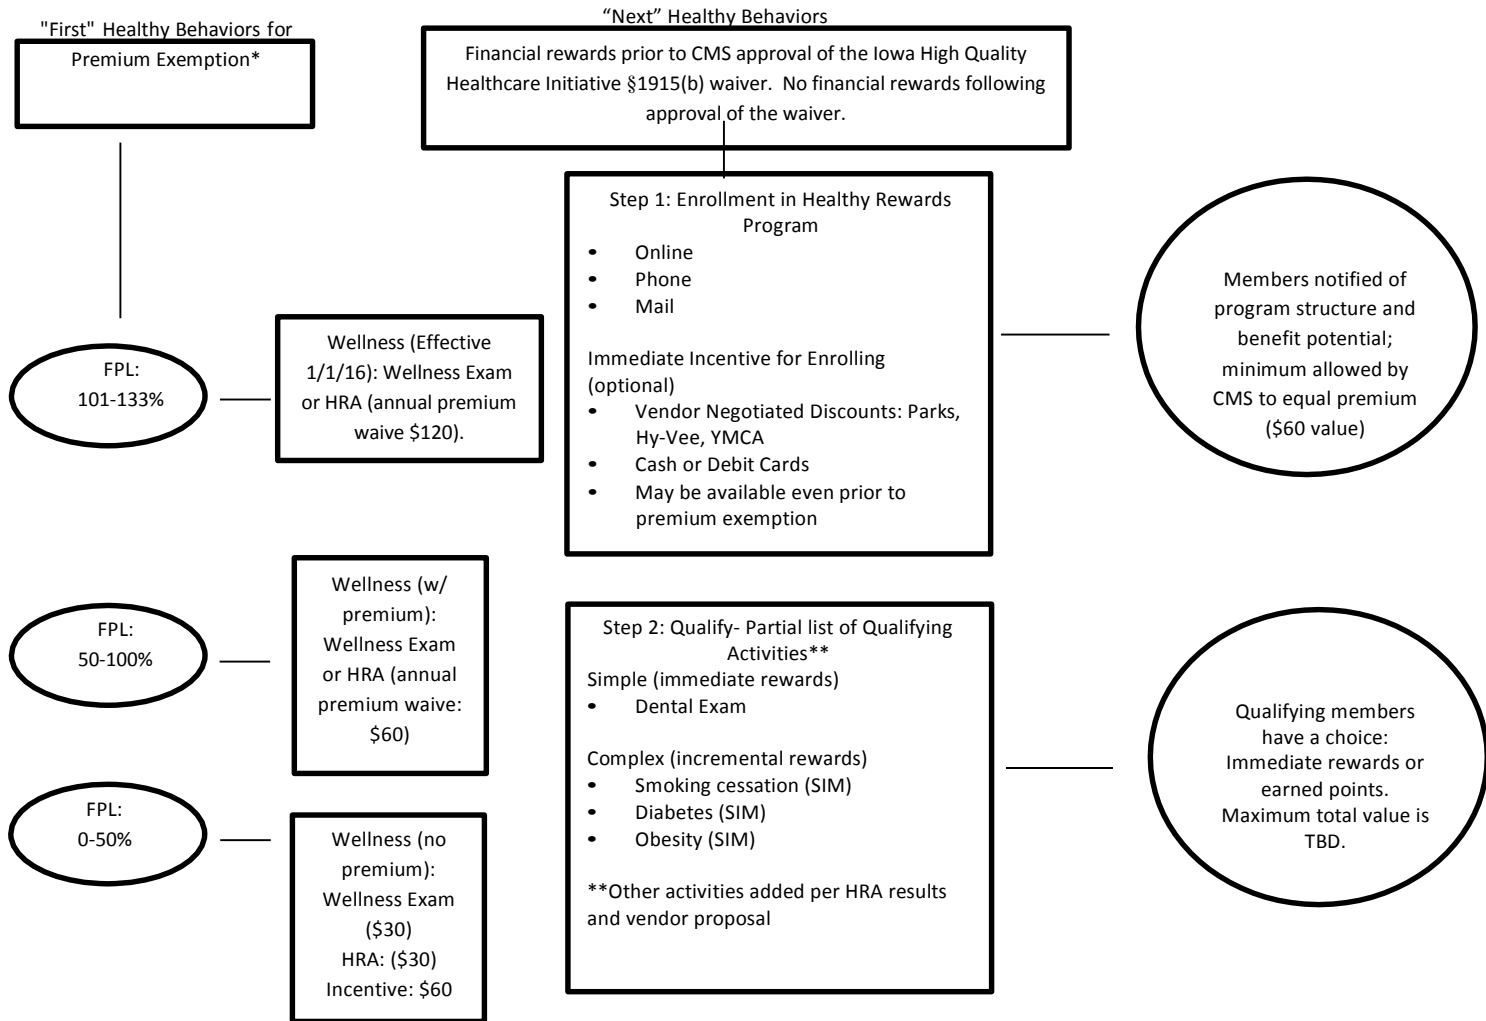 "First" Healthy Behaviors for
Premium Exemption*
“Next” Healthy Behaviors
Financial rewards prior to CMS approval of the Iowa High Quality
Healthcare Initiative §1915(b) waiver. No financial rewards following
approval of the waiver.
FPL:
101-133%
Wellness (Effective
1/1/16): Wellness Exam
or HRA (annual premium
waive $120).
Step 1: Enrollment in Healthy Rewards
Program
• Online
• Phone
• Mail
Immediate Incentive for Enrolling
(optional)
• Vendor Negotiated Discounts: Parks,
Hy-Vee, YMCA
• Cash or Debit Cards
• May be available even prior to
premium exemption
Members notified of
program structure and
benefit potential;
minimum allowed by
CMS to equal premium
($60 value)
FPL:
50-100%
Wellness (w/
premium):
Wellness Exam
or HRA (annual
premium waive:
$60)
FPL:
0-50%
Wellness (no
premium):
Wellness Exam
($30)
HRA: ($30)
Incentive: $60
Step 2: Qualify- Partial list of Qualifying
Activities**
Simple (immediate rewards)
• Dental Exam
Complex (incremental rewards)
• Smoking cessation (SIM)
• Diabetes (SIM)
• Obesity (SIM)
**Other activities added per HRA results
and vendor proposal
Qualifying members
have a choice:
Immediate rewards or
earned points.
Maximum total value is
TBD.